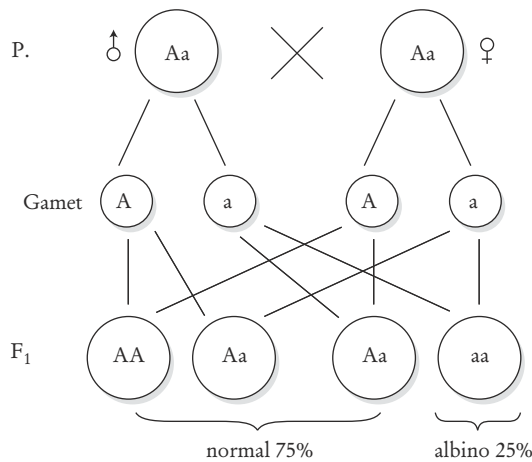 P. ♂ Aa Aa ♀
Gamet A a A a
F₁ AA Aa Aa aa
normal 75% albino 25%